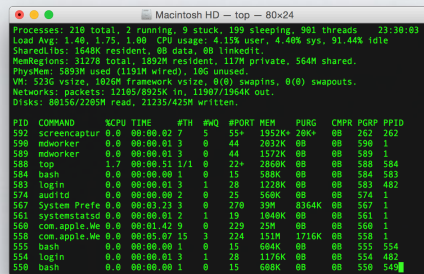 Macintosh HD — top — 80×24
Processes: 210 total, 2 running, 9 stuck, 199 sleeping, 901 threads 23:30:03
Load Avg: 1.40, 1.75, 1.00 CPU usage: 4.15% user, 4.40% sys, 91.44% idle
SharedLibs: 1648K resident, 0B data, 0B linkedit.
MemRegions: 31278 total, 1892M resident, 117M private, 564M shared.
PhysMem: 5893M used (1191M wired), 10G unused.
VM: 523G vsize, 1026M framework vsize, 0(0) swapins, 0(0) swapouts.
Networks: packets: 12105/8925K in, 11907/1964K out.
Disks: 80156/2205M read, 21235/425M written.
PID COMMAND %CPU TIME #TH #WQ #PORT MEM PURG CMPR PGRP PPID
592 screencaptur 0.0 00:00.02 7 5 55+ 1952K+ 20K+ 0B 262 262
590 mdworker 0.0 00:00.03 3 0 44 2032K 0B 0B 590 1
589 mdworker 0.0 00:00.03 3 0 44 1572K 0B 0B 589 1
588 top 1.7 00:00.51 1/1 0 22+ 2860K 0B 0B 588 584
584 bash 0.0 00:00.00 1 0 15 588K 0B 0B 584 583
583 login 0.0 00:00.03 3 1 28 1228K 0B 0B 583 482
574 auditd 0.0 00:00.00 2 0 25 560K 0B 0B 574 1
567 System Prefe 0.0 00:03.23 3 0 270 39M 8364K 0B 567 1
561 systemstatsd 0.0 00:00.01 2 1 19 1040K 0B 0B 561 1
560 com.apple.We 0.0 00:01.42 9 0 229 25M 0B 0B 560 1
558 com.apple.We 0.0 00:05.07 15 3 224 151M 1716K 0B 558 1
555 bash 0.0 00:00.00 1 0 15 604K 0B 0B 555 554
554 login 0.0 00:00.01 3 1 28 1176K 0B 0B 554 482
550 bash 0.0 00:00.00 1 0 15 608K 0B 0B 550 549